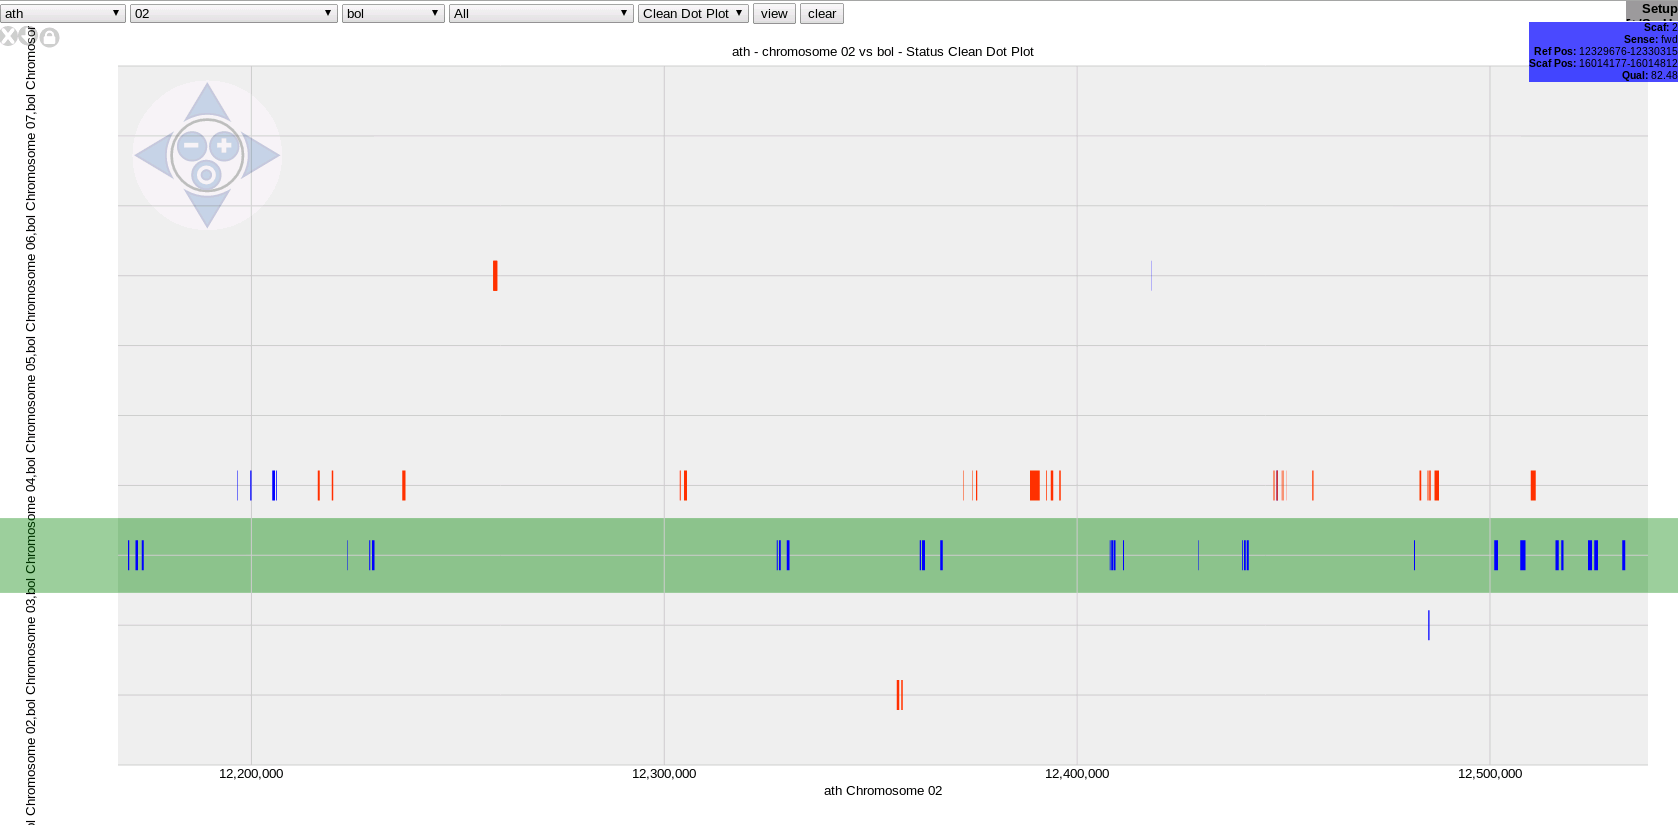 ath 02 bol All Clean Dot Plot view clear
Setup
Scaf: 2
Sense: fwd
Ref Pos: 12329676-12330315
Scaf Pos: 16014177-16014812
Qual: 82.48
ath - chromosome 02 vs bol - Status Clean Dot Plot
Chromosome 02,bol Chromosome 03,bol Chromosome 04,bol Chromosome 05,bol Chromosome 06,bol Chromosome 07,bol
12,200,000 12,300,000 12,400,000 12,500,000
ath Chromosome 02